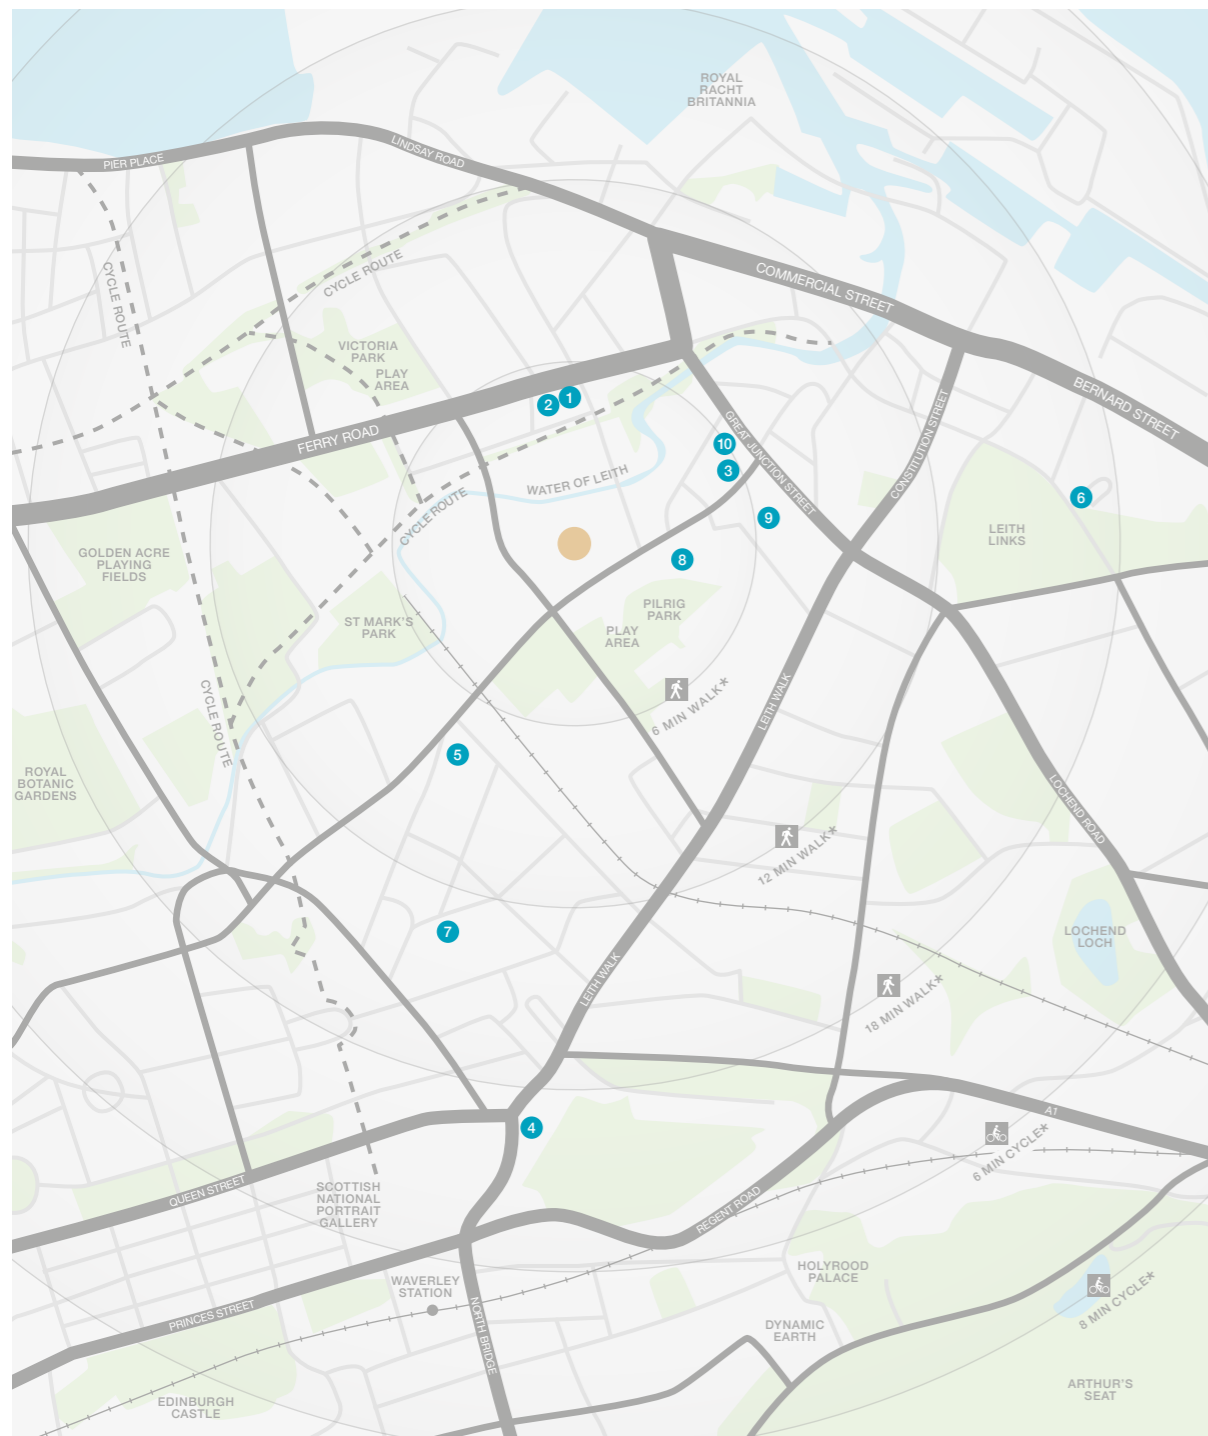 ROYAL
RACHT
BRITANNIA
PIER PLACE
LINDSAY ROAD
CYCLE ROUTE
CYCLE ROUTE
COMMERCIAL STREET
VICTORIA
PARK
PLAY
AREA
BERNARD STREET
2
1
FERRY ROAD
GREAT JUNCTION STREET
CONSTITUTION STREET
10
3
WATER OF LEITH
CYCLE ROUTE
6
9
LEITH
LINKS
GOLDEN ACRE
PLAYING
FIELDS
8
ST MARK'S
PARK
PILRIG
PARK
PLAY
AREA
6 MIN WALK*
LEITH WALK
CYCLE ROUTE
5
ROYAL
BOTANIC
GARDENS
LOCHEND ROAD
12 MIN WALK*
7
LOCHEND
LOCH
LEITH WALK
18 MIN WALK*
4
A1
6 MIN CYCLE*
QUEEN STREET
SCOTTISH
NATIONAL
PORTRAIT
GALLERY
REGENT ROAD
HOLYROOD
PALACE
WAVERLEY
STATION
8 MIN CYCLE*
PRINCES STREET
NORTH BRIDGE
DYNAMIC
EARTH
EDINBURGH
CASTLE
ARTHUR'S
SEAT